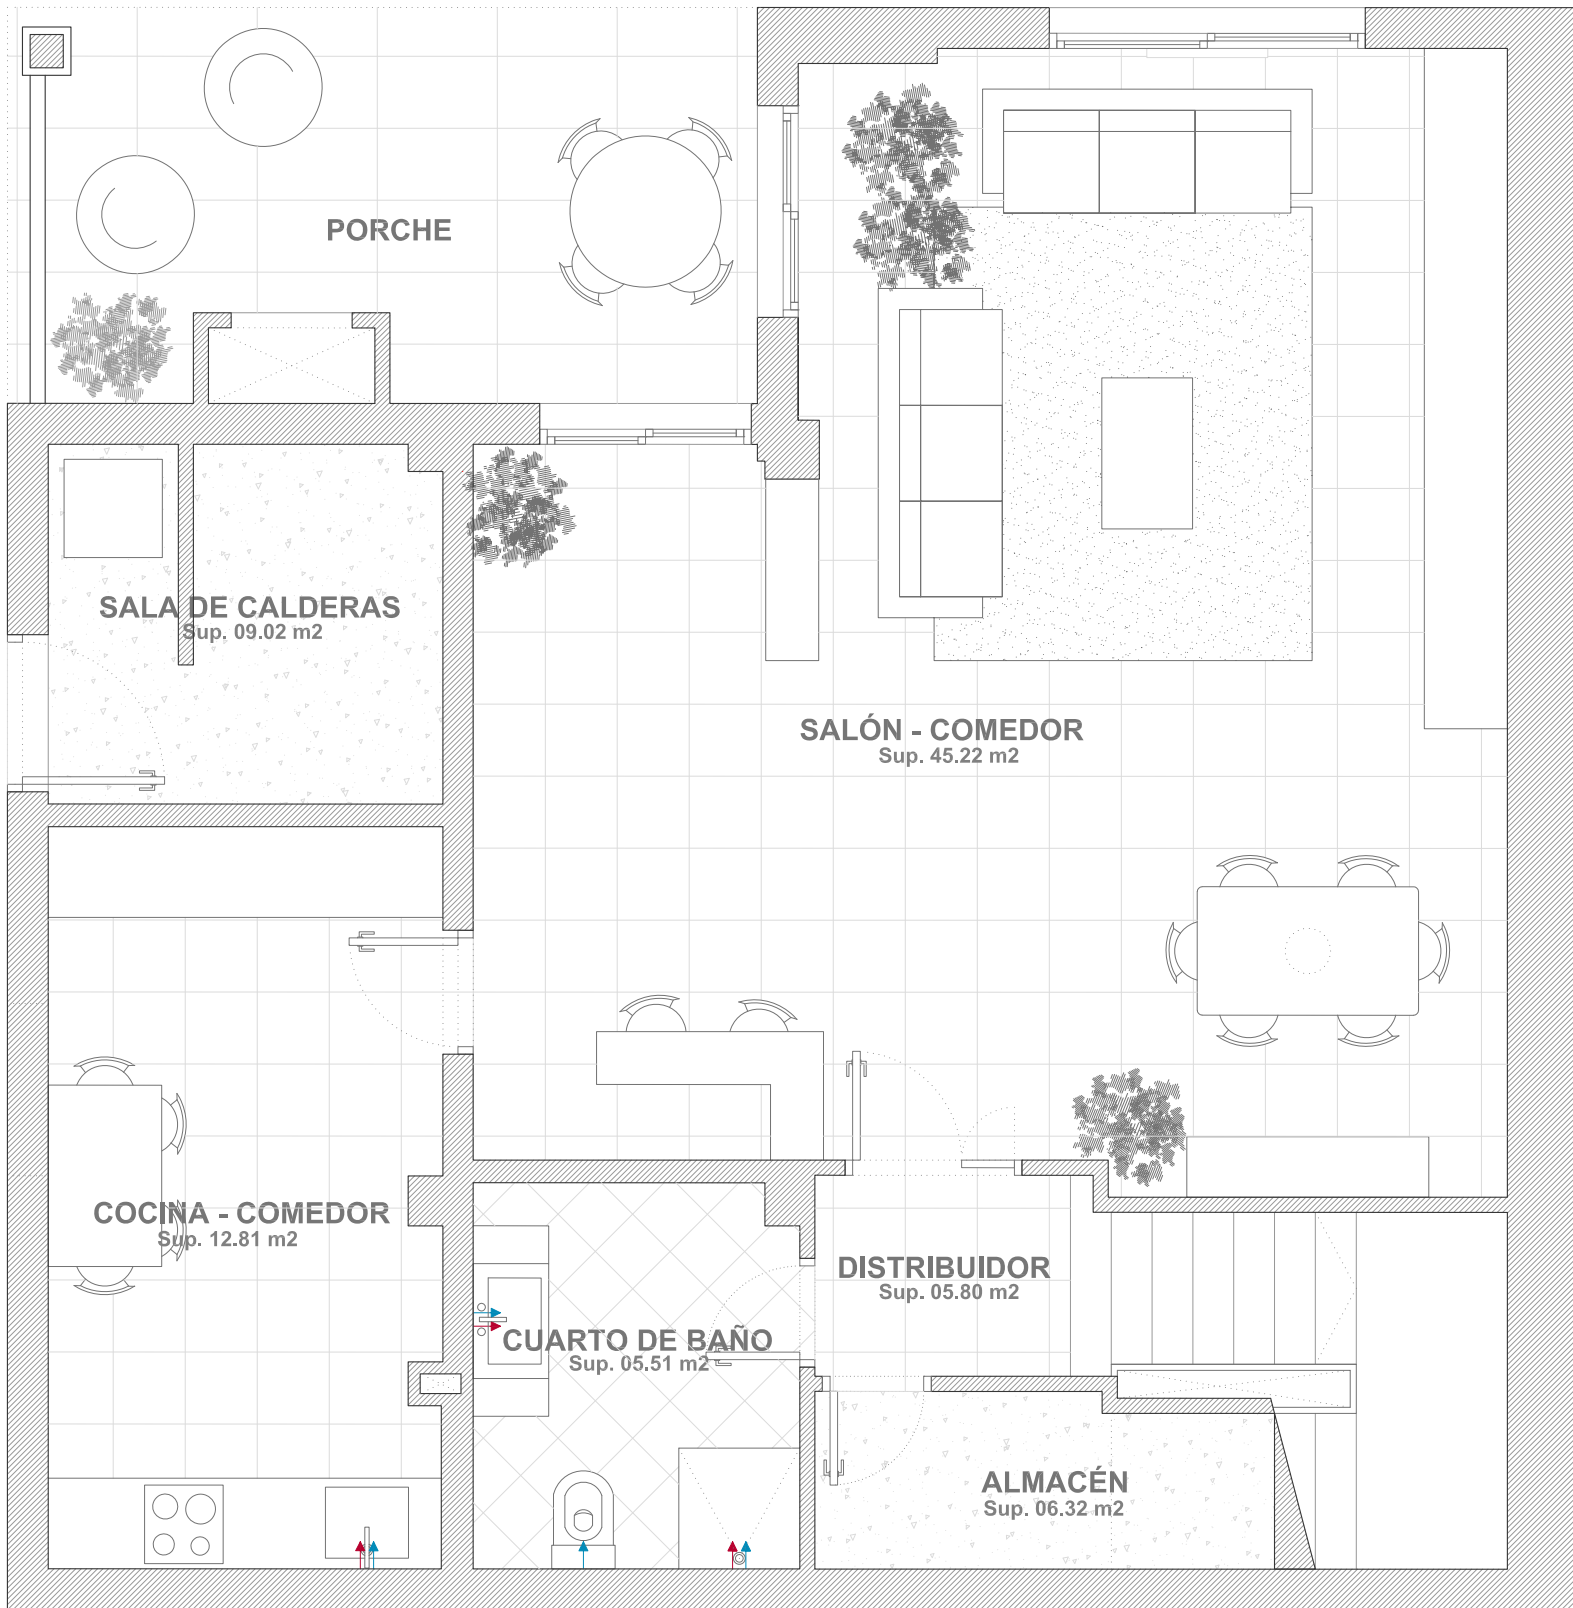 PORCHE
SALA DE CALDERAS
Sup. 09.02 m2
SALÓN - COMEDOR
Sup. 45.22 m2
COCINA - COMEDOR
Sup. 12.81 m2
DISTRIBUIDOR
Sup. 05.80 m2
CUARTO DE BAÑO
Sup. 05.51 m2
ALMACÉN
Sup. 06.32 m2